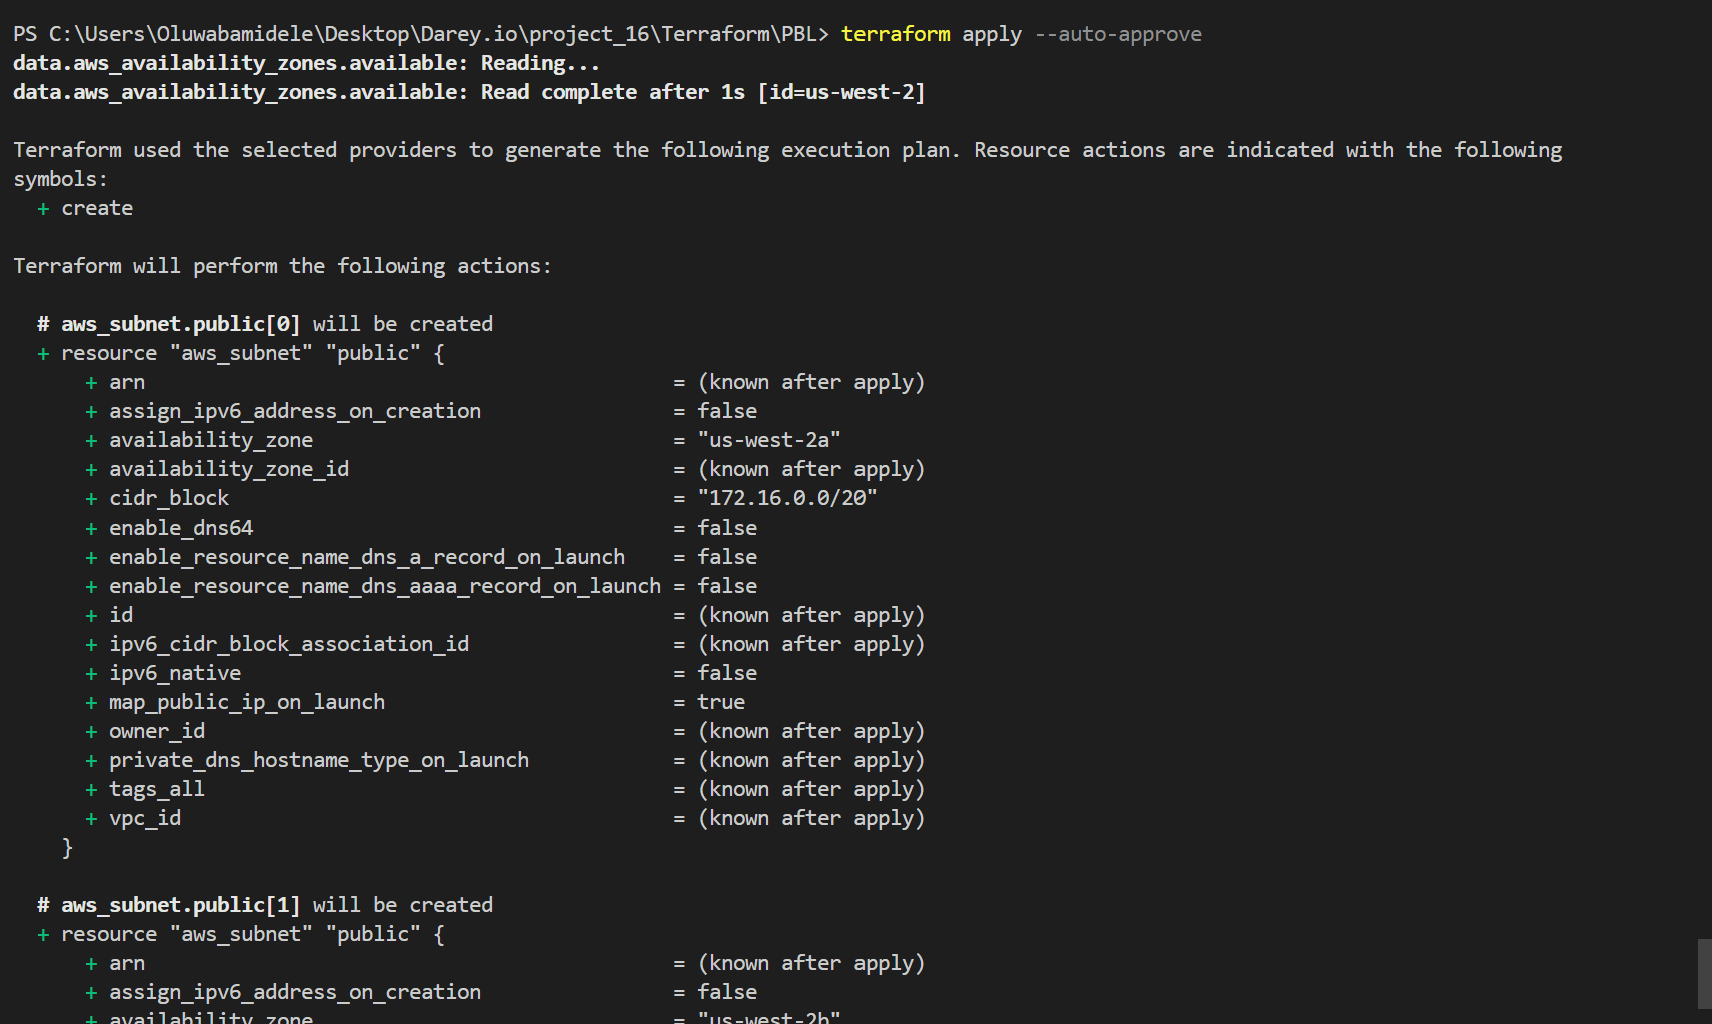 PS C:\Users\Oluwabamidele\Desktop\Darey.io\project_16\Terraform\PBL> terraform apply --auto-approve
data.aws_availability_zones.available: Reading...
data.aws_availability_zones.available: Read complete after 1s [id=us-west-2]
Terraform used the selected providers to generate the following execution plan. Resource actions are indicated with the following
symbols:
+ create
Terraform will perform the following actions:
# aws_subnet.public[0] will be created
+ resource "aws_subnet" "public" {
+ arn = (known after apply)
+ assign_ipv6_address_on_creation = false
+ availability_zone = "us-west-2a"
+ availability_zone_id = (known after apply)
+ cidr_block = "172.16.0.0/20"
+ enable_dns64 = false
+ enable_resource_name_dns_a_record_on_launch = false
+ enable_resource_name_dns_aaaa_record_on_launch = false
+ id = (known after apply)
+ ipv6_cidr_block_association_id = (known after apply)
+ ipv6_native = false
+ map_public_ip_on_launch = true
+ owner_id = (known after apply)
+ private_dns_hostname_type_on_launch = (known after apply)
+ tags_all = (known after apply)
+ vpc_id = (known after apply)
}
# aws_subnet.public[1] will be created
+ resource "aws_subnet" "public" {
+ arn = (known after apply)
+ assign_ipv6_address_on_creation = false
+ availability_zone = "us-west-2b"